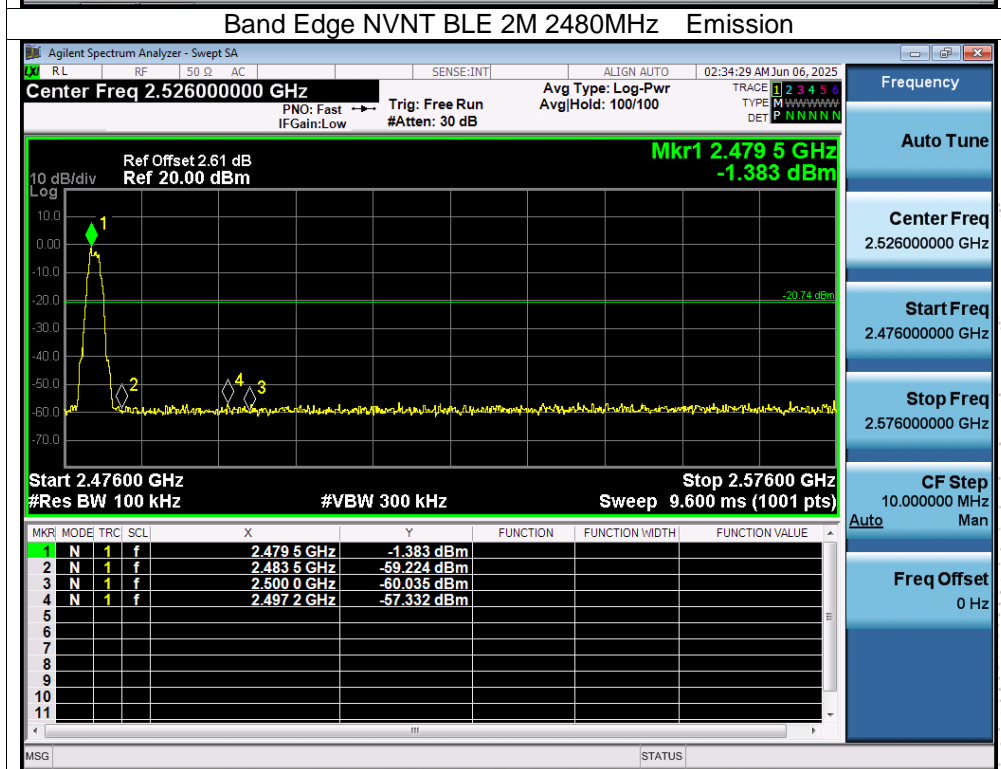 Band Edge NVNT BLE 2M 2480MHz Emission
Agilent Spectrum Analyzer - Swept SA
LXI RL RF 50 Ω AC SENSE:INT ALIGN AUTO 02:34:29 AM Jun 06, 2025
Center Freq 2.526000000 GHz
PNO: Fast
IFGain:Low
Trig: Free Run
#Atten: 30 dB
Avg Type: Log-Pwr
Avg|Hold: 100/100
TRACE 1 2 3 4 5 6
TYPE M WWWWW
DET P N N N N N
Mkr1 2.479 5 GHz
-1.383 dBm
Ref Offset 2.61 dB
Ref 20.00 dBm
10 dB/div
Log
10.0
0.00
-10.0
-20.0
-30.0
-40.0
-50.0
-60.0
-70.0
1
2
4
3
-20.74 dBm
Start 2.47600 GHz Stop 2.57600 GHz
#Res BW 100 kHz #VBW 300 kHz Sweep 9.600 ms (1001 pts)
MKR MODE TRC SCL X Y FUNCTION FUNCTION WIDTH FUNCTION VALUE
1 N 1 f 2.479 5 GHz -1.383 dBm
2 N 1 f 2.483 5 GHz -59.224 dBm
3 N 1 f 2.500 0 GHz -60.035 dBm
4 N 1 f 2.497 2 GHz -57.332 dBm
5
6
7
8
9
10
11
MSG STATUS
Frequency
Auto Tune
Center Freq
2.526000000 GHz
Start Freq
2.476000000 GHz
Stop Freq
2.576000000 GHz
CF Step
10.000000 MHz
Auto Man
Freq Offset
0 Hz